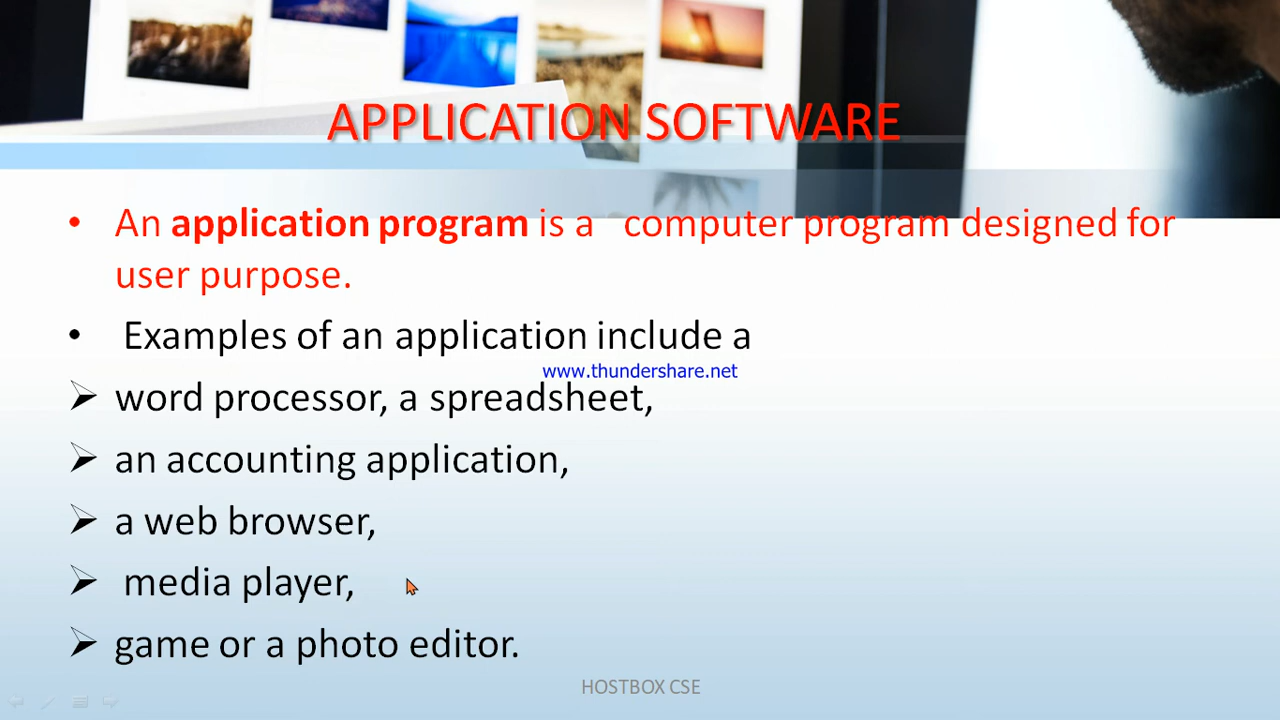 APPLICATION SOFTWARE
• An application program is a computer program designed for
user purpose.
• Examples of an application include a
www.thundershare.net
➢ word processor, a spreadsheet,
➢ an accounting application,
➢ a web browser,
➢ media player,
➢ game or a photo editor.
HOSTBOX CSE